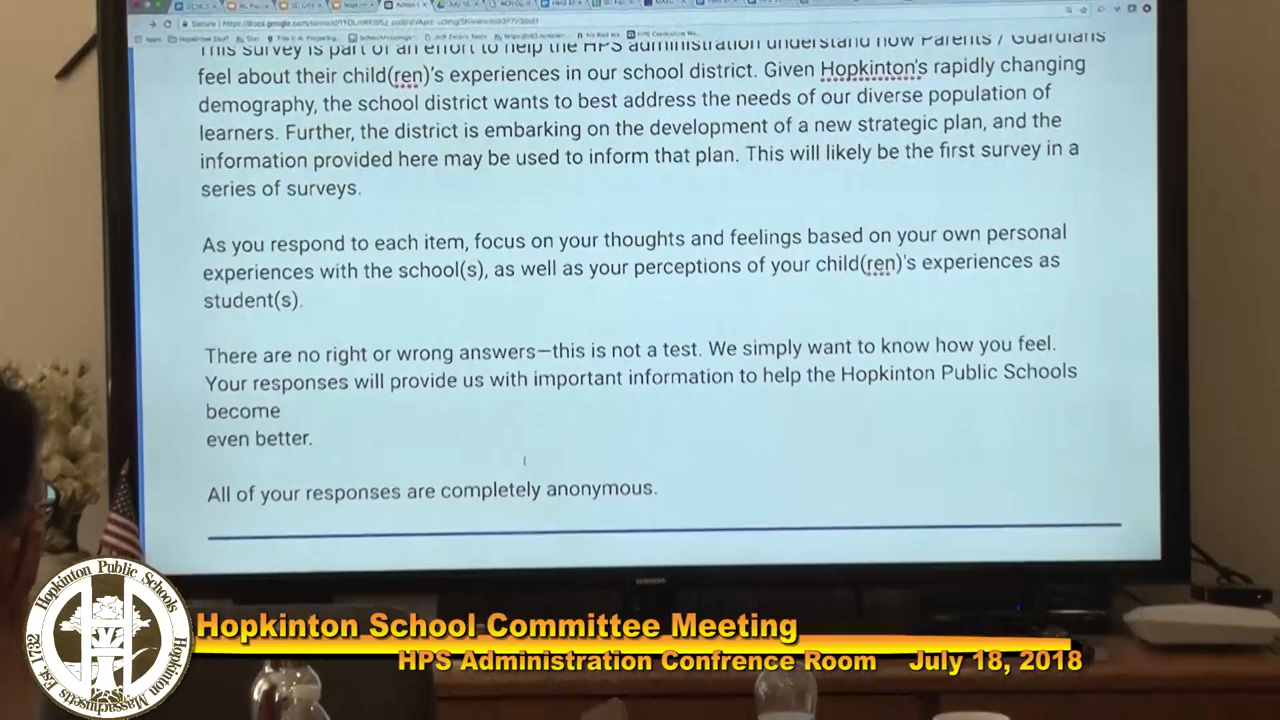 Secure
Apps
This survey is part of an effort to help the HPS administration understand how Parents / Guardians
feel about their child(ren)'s experiences in our school district. Given Hopkinton's rapidly changing
demography, the school district wants to best address the needs of our diverse population of
learners. Further, the district is embarking on the development of a new strategic plan, and the
information provided here may be used to inform that plan. This will likely be the first survey in a
series of surveys.
As you respond to each item, focus on your thoughts and feelings based on your own personal
experiences with the school(s), as well as your perceptions of your child(ren)'s experiences as
student(s).
There are no right or wrong answers—this is not a test. We simply want to know how you feel.
Your responses will provide us with important information to help the Hopkinton Public Schools
become
even better.
All of your responses are completely anonymous.
SAMSUNG
Hopkinton Public Schools
Hopkinton Massachusetts Est. 1732
Hopkinton School Committee Meeting
HPS Administration Confrence Room July 18, 2018